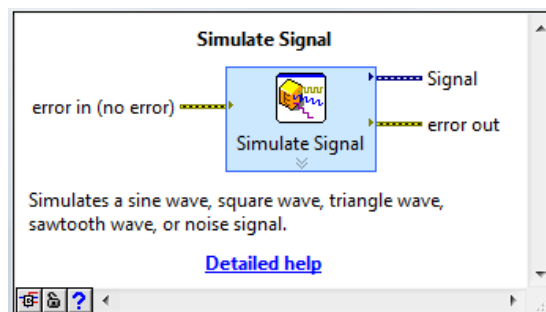 Simulate Signal
Signal
error in (no error)
error out
Simulate Signal
Simulates a sine wave, square wave, triangle wave,
sawtooth wave, or noise signal.
Detailed help
?